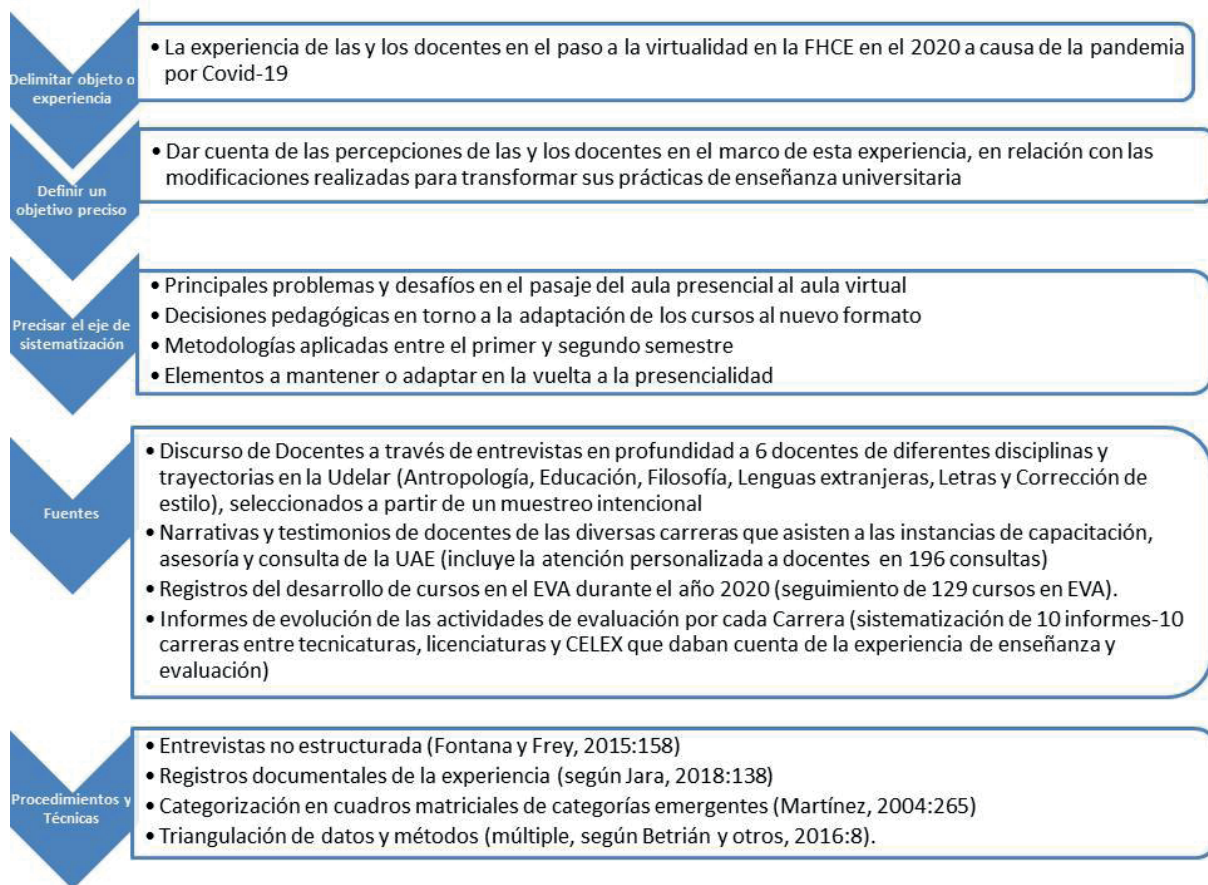 Delimitar objeto o
experiencia
• La experiencia de las y los docentes en el paso a la virtualidad en la FHCE en el 2020 a causa de la pandemia
por Covid-19
Definir un
objetivo preciso
• Dar cuenta de las percepciones de las y los docentes en el marco de esta experiencia, en relación con las
modificaciones realizadas para transformar sus prácticas de enseñanza universitaria
Precisar el eje de
sistematización
• Principales problemas y desafíos en el pasaje del aula presencial al aula virtual
• Decisiones pedagógicas en torno a la adaptación de los cursos al nuevo formato
• Metodologías aplicadas entre el primer y segundo semestre
• Elementos a mantener o adaptar en la vuelta a la presencialidad
Fuentes
• Discurso de Docentes a través de entrevistas en profundidad a 6 docentes de diferentes disciplinas y
trayectorias en la Udelar (Antropología, Educación, Filosofía, Lenguas extranjeras, Letras y Corrección de
estilo), seleccionados a partir de un muestreo intencional
• Narrativas y testimonios de docentes de las diversas carreras que asisten a las instancias de capacitación,
asesoría y consulta de la UAE (incluye la atención personalizada a docentes en 196 consultas)
• Registros del desarrollo de cursos en el EVA durante el año 2020 (seguimiento de 129 cursos en EVA).
• Informes de evolución de las actividades de evaluación por cada Carrera (sistematización de 10 informes-10
carreras entre tecnicaturas, licenciaturas y CELEX que daban cuenta de la experiencia de enseñanza y
evaluación)
Procedimientos y
Técnicas
• Entrevistas no estructurada (Fontana y Frey, 2015:158)
• Registros documentales de la experiencia (según Jara, 2018:138)
• Categorización en cuadros matriciales de categorías emergentes (Martínez, 2004:265)
• Triangulación de datos y métodos (múltiple, según Betrián y otros, 2016:8).